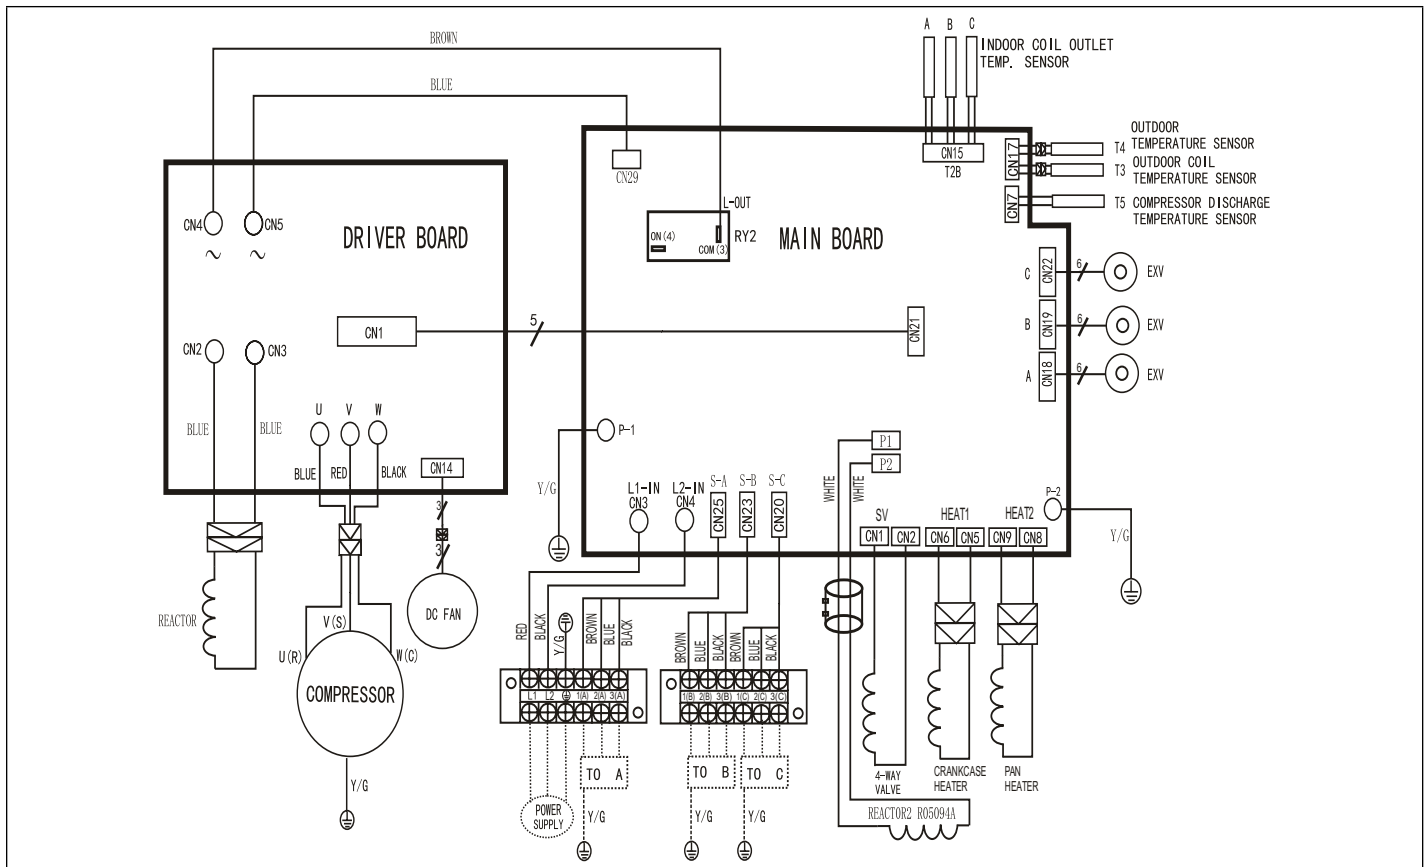 A B C
INDOOR COIL OUTLET
TEMP. SENSOR
BROWN
BLUE
CN29
CN15
T2B
CN17
T4
OUTDOOR
TEMPERATURE SENSOR
T3
OUTDOOR COIL
TEMPERATURE SENSOR
CN7
T5
COMPRESSOR DISCHARGE
TEMPERATURE SENSOR
CN4
CN5
~ ~
DRIVER BOARD
L-OUT
ON(4)
COM(3)
RY2
MAIN BOARD
C
CN22
6
EXV
B
CN19
6
EXV
A
CN18
6
EXV
CN1
5
CN21
CN2
CN3
BLUE
BLUE
U V W
BLUE
RED
BLACK
CN14
3
3
P-1
Y/G
P1
P2
WHITE
WHITE
P-2
Y/G
L1-IN
CN3
L2-IN
CN4
S-A
CN25
S-B
CN23
S-C
CN20
SV
CN1
CN2
HEAT1
CN6
CN5
HEAT2
CN9
CN8
REACTOR
U(R)
V(S)
W(C)
COMPRESSOR
Y/G
DC FAN
RED
BLACK
Y/G
BROWN
BLUE
BLACK
BROWN
BLUE
BLACK
BROWN
BLUE
BLACK
L1 L2 1(A) 2(A) 3(A)
1(B) 2(B) 3(B) 1(C) 2(C) 3(C)
TO A
TO B
TO C
POWER
SUPPLY
Y/G
Y/G
Y/G
4-WAY
VALVE
CRANKCASE
HEATER
PAN
HEATER
REACTOR2 R05094A